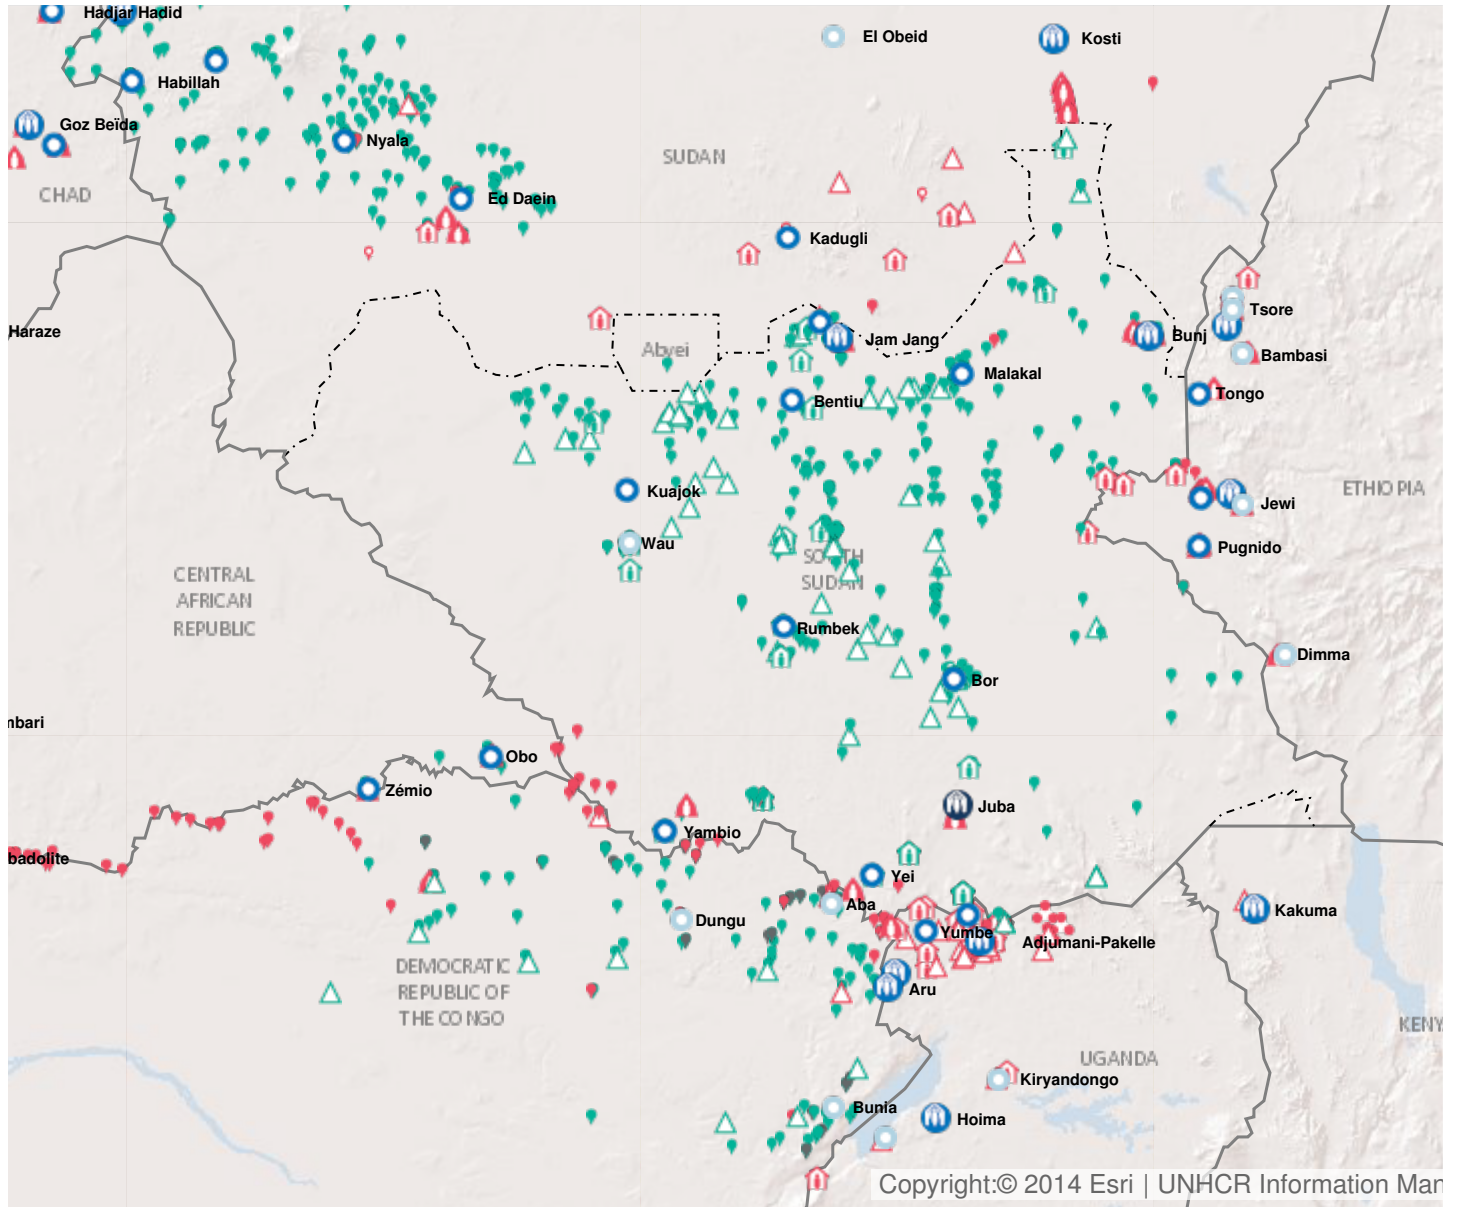 Hadjar Hadid
El Obeid
Kosti
Habillah
Goz Beïda
Nyala
SUDAN
CHAD
Ed Daein
Kadugli
Haraze
Tsore
Abyei
Jam Jang
Bunj
Bambasi
Malakal
Bentiu
Tongo
Kuajok
ETHIOPIA
Jewi
Wau
Pugnido
SOUTH
SUDAN
CENTRAL
AFRICAN
REPUBLIC
Rumbek
Dimma
Bor
nbari
Obo
Zémio
Juba
Yambio
badolite
Yei
Aba
Kakuma
Dungu
Yumbe
Adjumani-Pakelle
DEMOCRATIC
REPUBLIC OF
THE CONGO
Aru
KENY
UGANDA
Kiryandongo
Bunia
Hoima
Copyright:© 2014 Esri | UNHCR Information Man